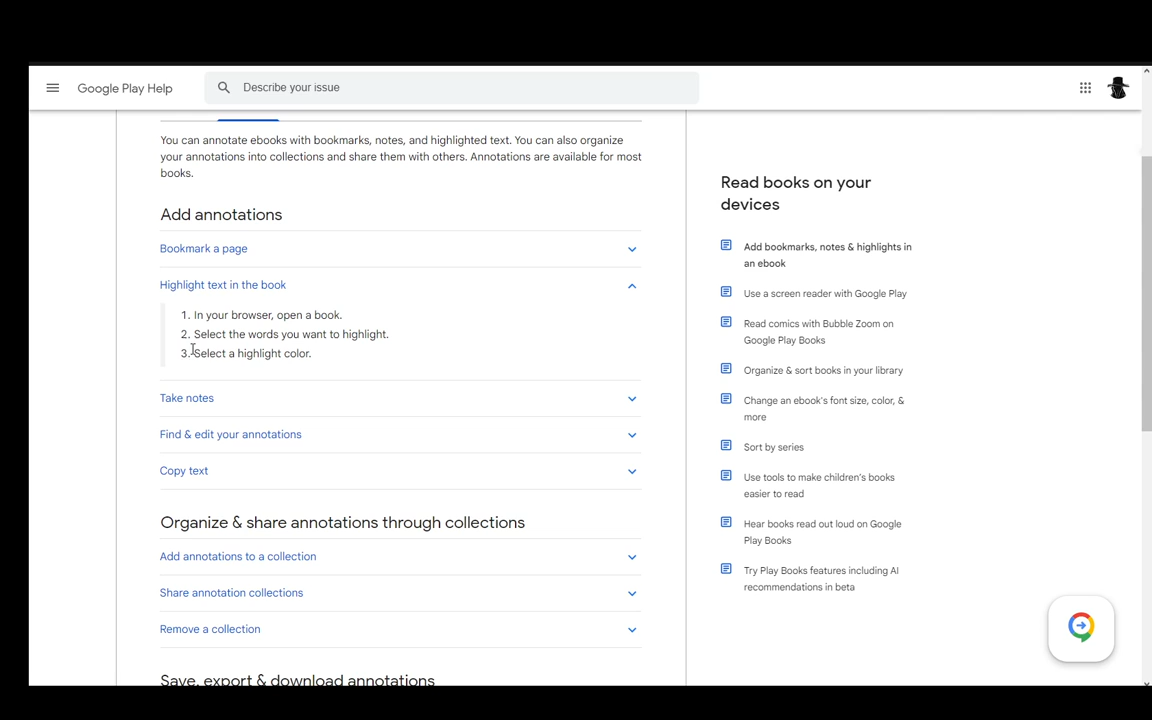 Google Play Help
Describe your issue
You can annotate ebooks with bookmarks, notes, and highlighted text. You can also organize
your annotations into collections and share them with others. Annotations are available for most
books.
Add annotations
Bookmark a page
Highlight text in the book
1. In your browser, open a book.
2. Select the words you want to highlight.
3. Select a highlight color.
Take notes
Find & edit your annotations
Copy text
Organize & share annotations through collections
Add annotations to a collection
Share annotation collections
Remove a collection
Save, export & download annotations
Read books on your
devices
Add bookmarks, notes & highlights in
an ebook
Use a screen reader with Google Play
Read comics with Bubble Zoom on
Google Play Books
Organize & sort books in your library
Change an ebook's font size, color, &
more
Sort by series
Use tools to make children's books
easier to read
Hear books read out loud on Google
Play Books
Try Play Books features including AI
recommendations in beta